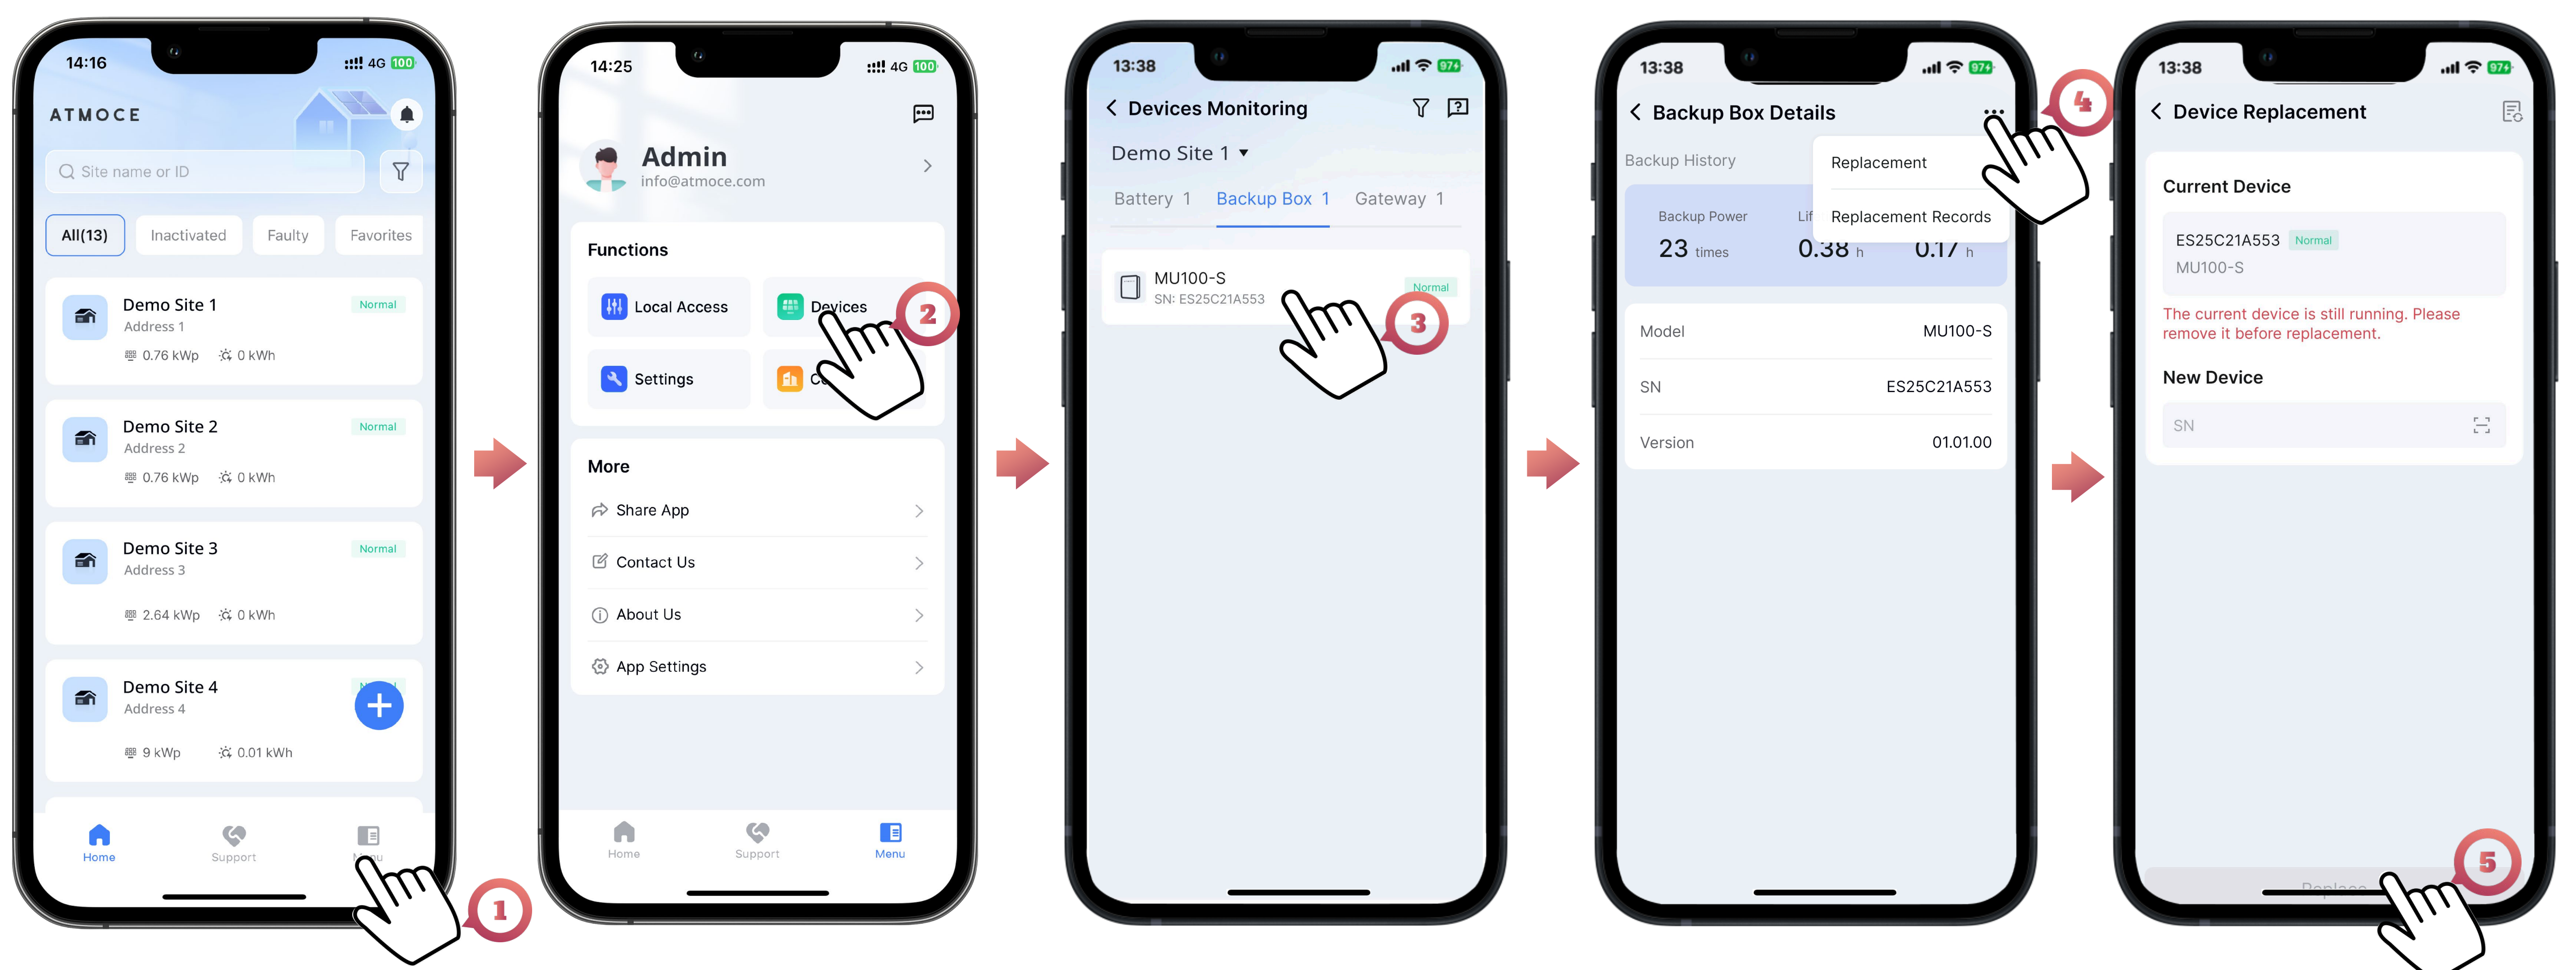 14:16
4G 100
ATMOCE
Site name or ID
All(13)
Inactivated
Faulty
Favorites
Demo Site 1
Normal
Address 1
0.76 kWp
0 kWh
Demo Site 2
Normal
Address 2
0.76 kWp
0 kWh
Demo Site 3
Normal
Address 3
2.64 kWp
0 kWh
Demo Site 4
Address 4
9 kWp
0.01 kWh
Home
Support
1
14:25
4G 100
Admin
info@atmoce.com
Functions
Local Access
Devices
2
Settings
More
Share App
Contact Us
About Us
App Settings
Home
Support
Menu
13:38
97
Devices Monitoring
Demo Site 1
Battery 1
Backup Box 1
Gateway 1
MU100-S
SN: ES25C21A553
Normal
3
13:38
97
Backup Box Details
4
Backup History
Replacement
Replacement Records
Backup Power
Lif
23 times
0.38 h
0.17 h
Model
MU100-S
SN
ES25C21A553
Version
01.01.00
13:38
97
Device Replacement
Current Device
ES25C21A553
Normal
MU100-S
The current device is still running. Please
remove it before replacement.
New Device
SN
Replace
5